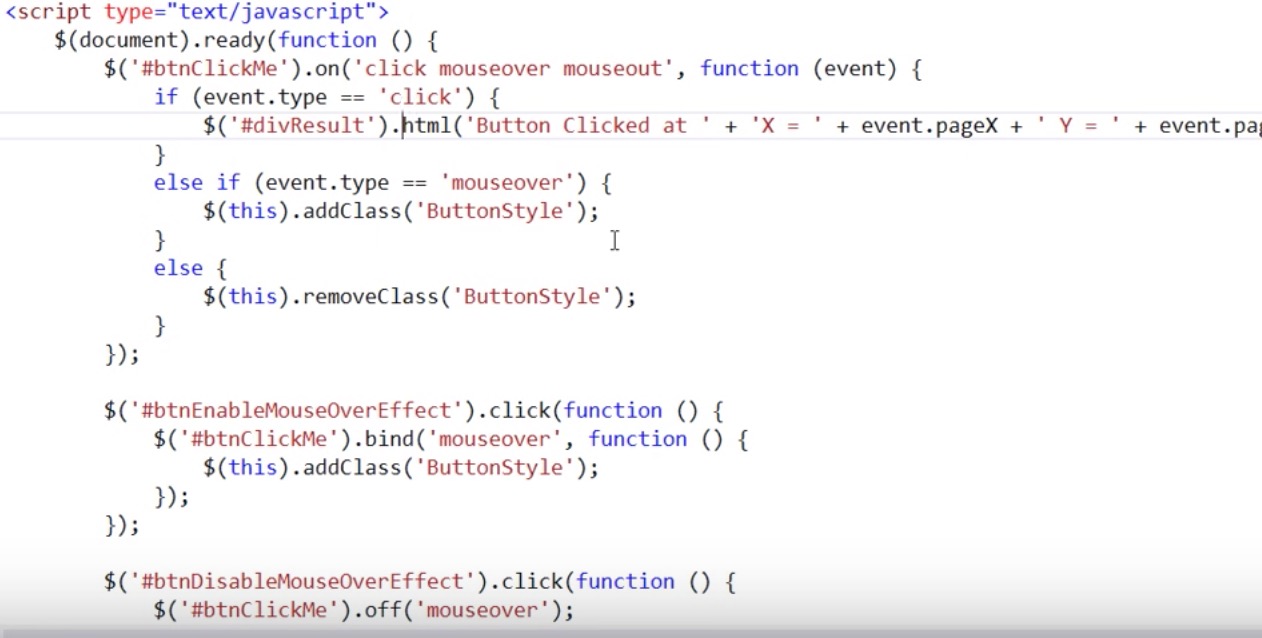 <script type="text/javascript">
$(document).ready(function () {
$('#btnClickMe').on('click mouseover mouseout', function (event) {
if (event.type == 'click') {
$('#divResult').html('Button Clicked at ' + 'X = ' + event.pageX + ' Y = ' + event.pag
}
else if (event.type == 'mouseover') {
$(this).addClass('ButtonStyle');
}
else {
$(this).removeClass('ButtonStyle');
}
});
$('#btnEnableMouseOverEffect').click(function () {
$('#btnClickMe').bind('mouseover', function () {
$(this).addClass('ButtonStyle');
});
});
$('#btnDisableMouseOverEffect').click(function () {
$('#btnClickMe').off('mouseover');